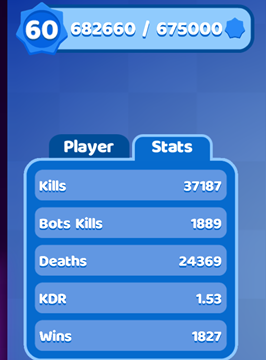 60 682660 / 675000
Player Stats
Kills 37187
Bots Kills 1889
Deaths 24369
KDR 1.53
Wins 1827